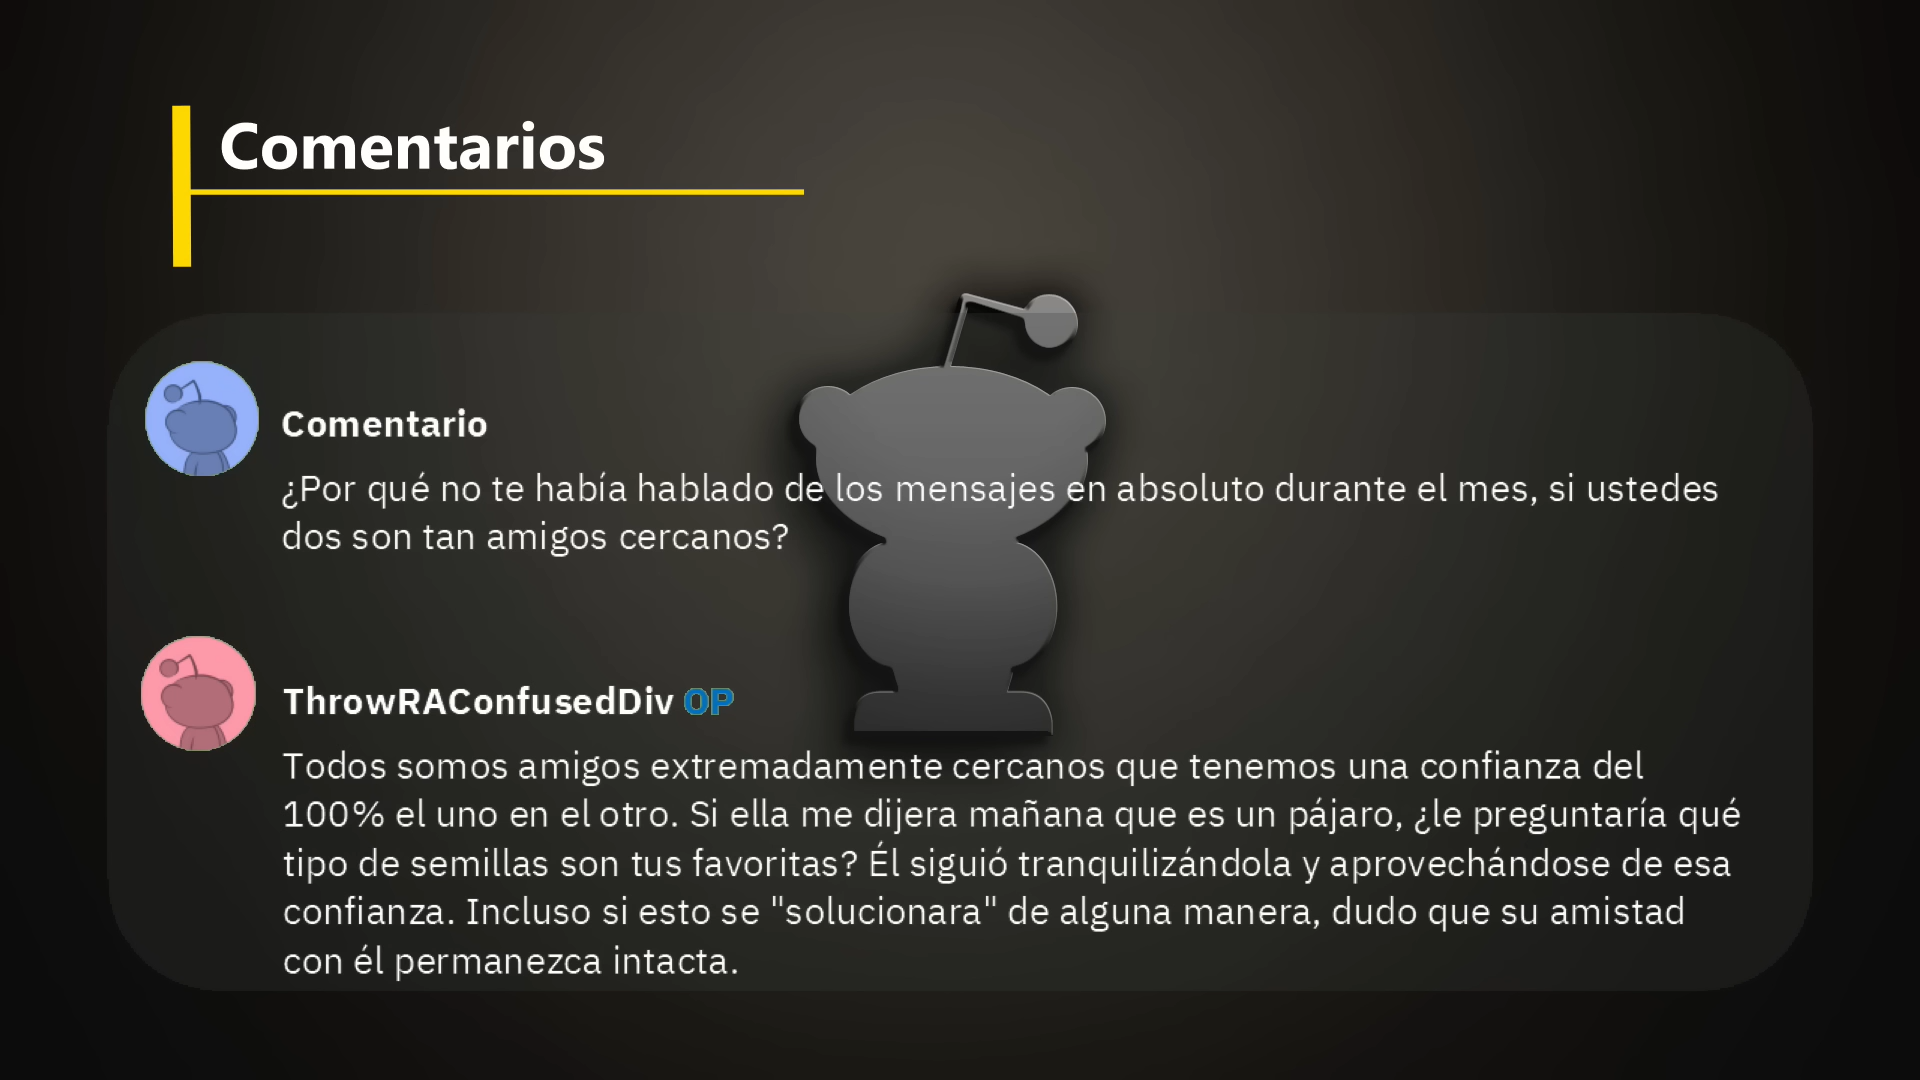 Comentarios
Comentario
¿Por qué no te había hablado de los mensajes en absoluto durante el mes, si ustedes
dos son tan amigos cercanos?
ThrowRAConfusedDiv OP
Todos somos amigos extremadamente cercanos que tenemos una confianza del
100% el uno en el otro. Si ella me dijera mañana que es un pájaro, ¿le preguntaría qué
tipo de semillas son tus favoritas? Él siguió tranquilizándola y aprovechándose de esa
confianza. Incluso si esto se "solucionara" de alguna manera, dudo que su amistad
con él permanezca intacta.